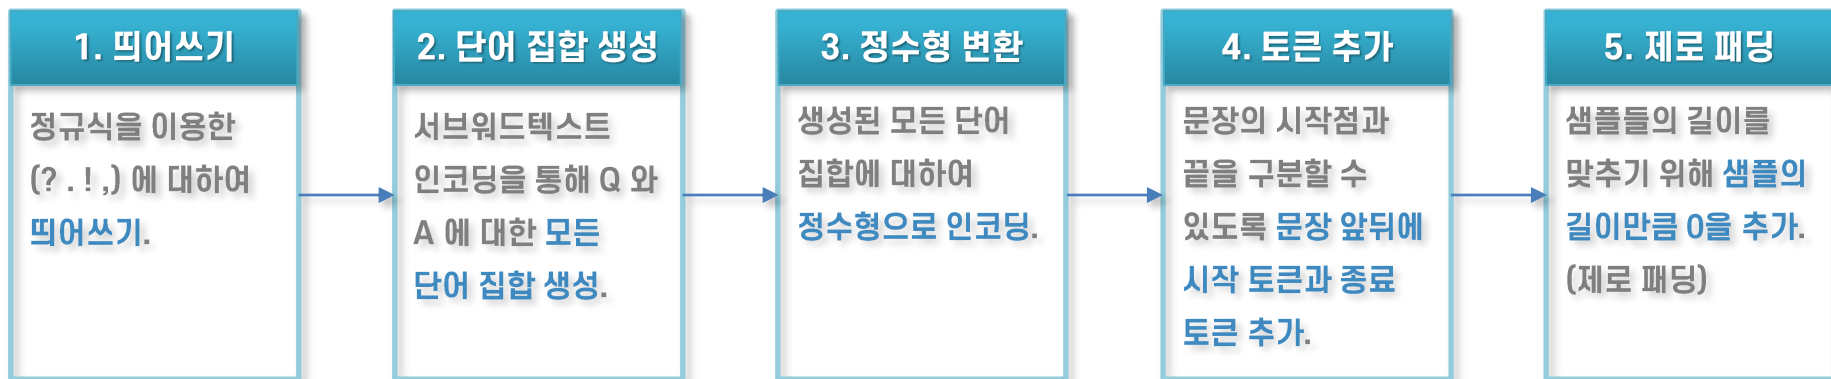 1. 띄어쓰기
정규식을 이용한
(? . ! ,) 에 대하여
띄어쓰기.
2. 단어 집합 생성
서브워드텍스트
인코딩을 통해 Q 와
A 에 대한 모든
단어 집합 생성.
3. 정수형 변환
생성된 모든 단어
집합에 대하여
정수형으로 인코딩.
4. 토큰 추가
문장의 시작점과
끝을 구분할 수
있도록 문장 앞뒤에
시작 토큰과 종료
토큰 추가.
5. 제로 패딩
샘플들의 길이를
맞추기 위해 샘플의
길이만큼 0을 추가.
(제로 패딩)